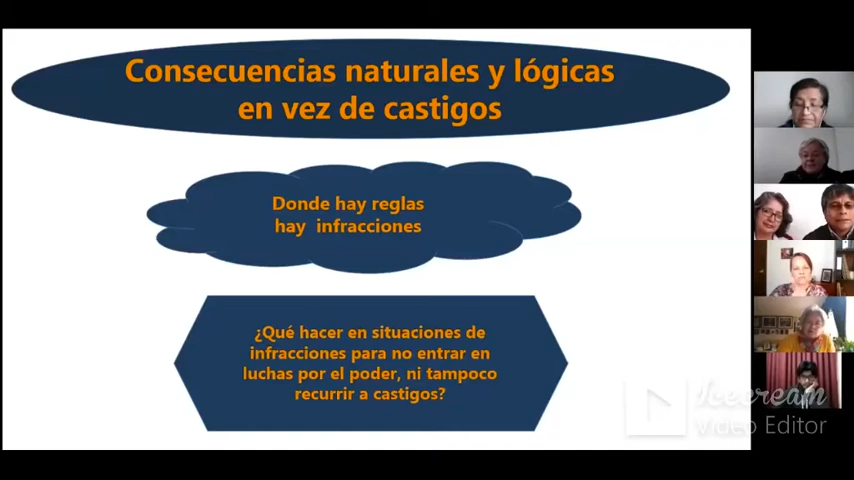 Consecuencias naturales y lógicas
en vez de castigos
Donde hay reglas
hay infracciones
¿Qué hacer en situaciones de
infracciones para no entrar en
luchas por el poder, ni tampoco
recurrir a castigos?
Icecream
Video Editor